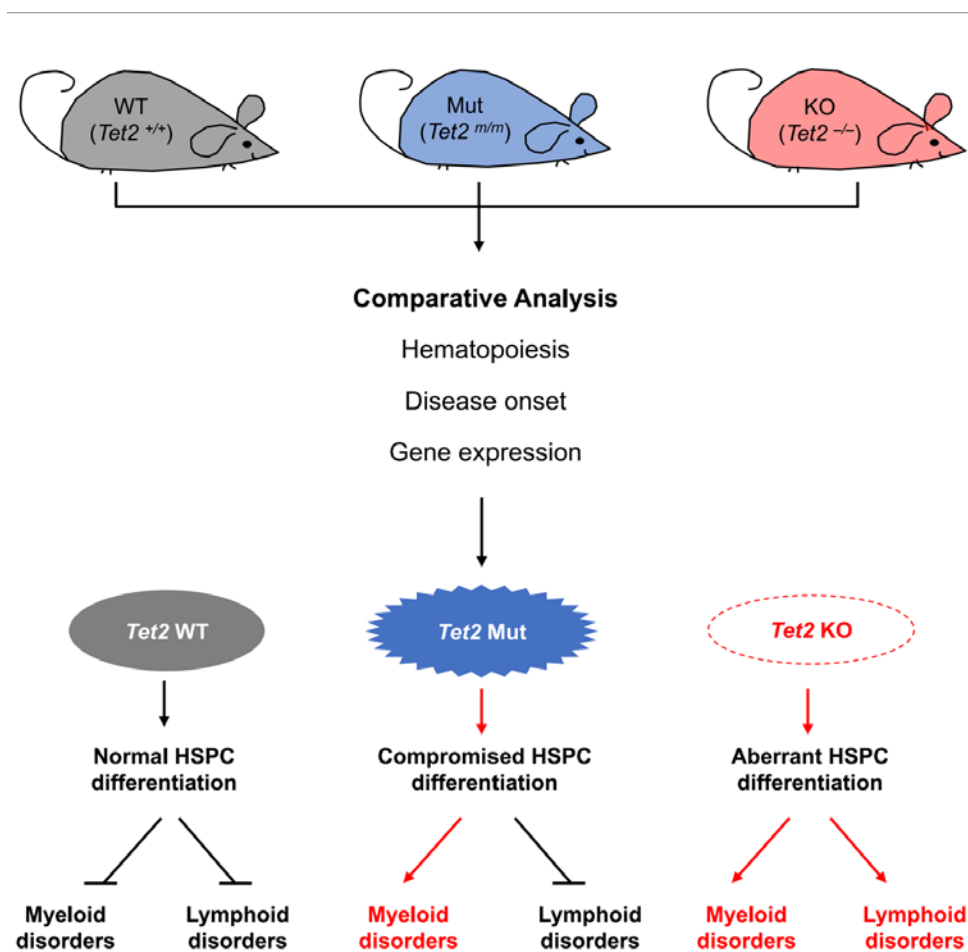 WT
(Tet2 +/+)
Mut
(Tet2 m/m)
KO
(Tet2 –/–)
Comparative Analysis
Hematopoiesis
Disease onset
Gene expression
Tet2 WT
Tet2 Mut
Tet2 KO
Normal HSPC
differentiation
Compromised HSPC
differentiation
Aberrant HSPC
differentiation
Myeloid
disorders
Lymphoid
disorders
Myeloid
disorders
Lymphoid
disorders
Myeloid
disorders
Lymphoid
disorders